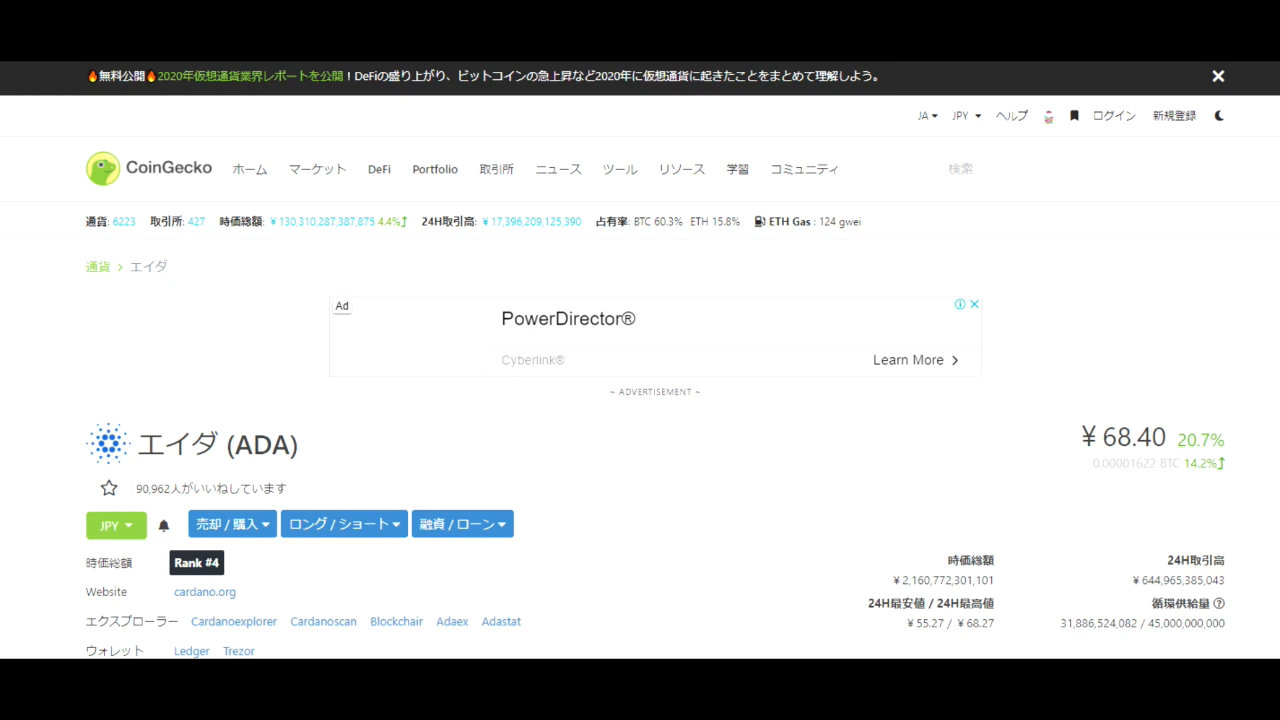 🔥無料公開🔥2020年仮想通貨業界レポートを公開！DeFiの盛り上がり、ビットコインの急上昇など2020年に仮想通貨に起きたことをまとめて理解しよう。
JA JPY ヘルプ ログイン 新規登録
CoinGecko ホーム マーケット DeFi Portfolio 取引所 ニュース ツール リソース 学習 コミュニティ 検索
通貨: 6223 取引所: 427 時価総額: ¥130,310,287,387,875 4.4% 24H取引高: ¥17,396,209,125,390 占有率: BTC 60.3% ETH 15.8% ETH Gas : 124 gwei
通貨 > エイダ
Ad
PowerDirector®
Cyberlink®
Learn More >
~ ADVERTISEMENT ~
エイダ (ADA)
¥68.40 20.7%
0.00001622 BTC 14.2%
90,962人がいいねしています
JPY 売却 / 購入 ロング / ショート 融資 / ローン
時価総額 Rank #4
Website cardano.org
エクスプローラー Cardanoexplorer Cardanoscan Blockchair Adaex Adastat
ウォレット Ledger Trezor
時価総額 24H取引高
¥2,160,772,301,101 ¥644,965,385,043
24H最安値 / 24H最高値 循環供給量
¥55.27 / ¥68.27 31,886,524,082 / 45,000,000,000